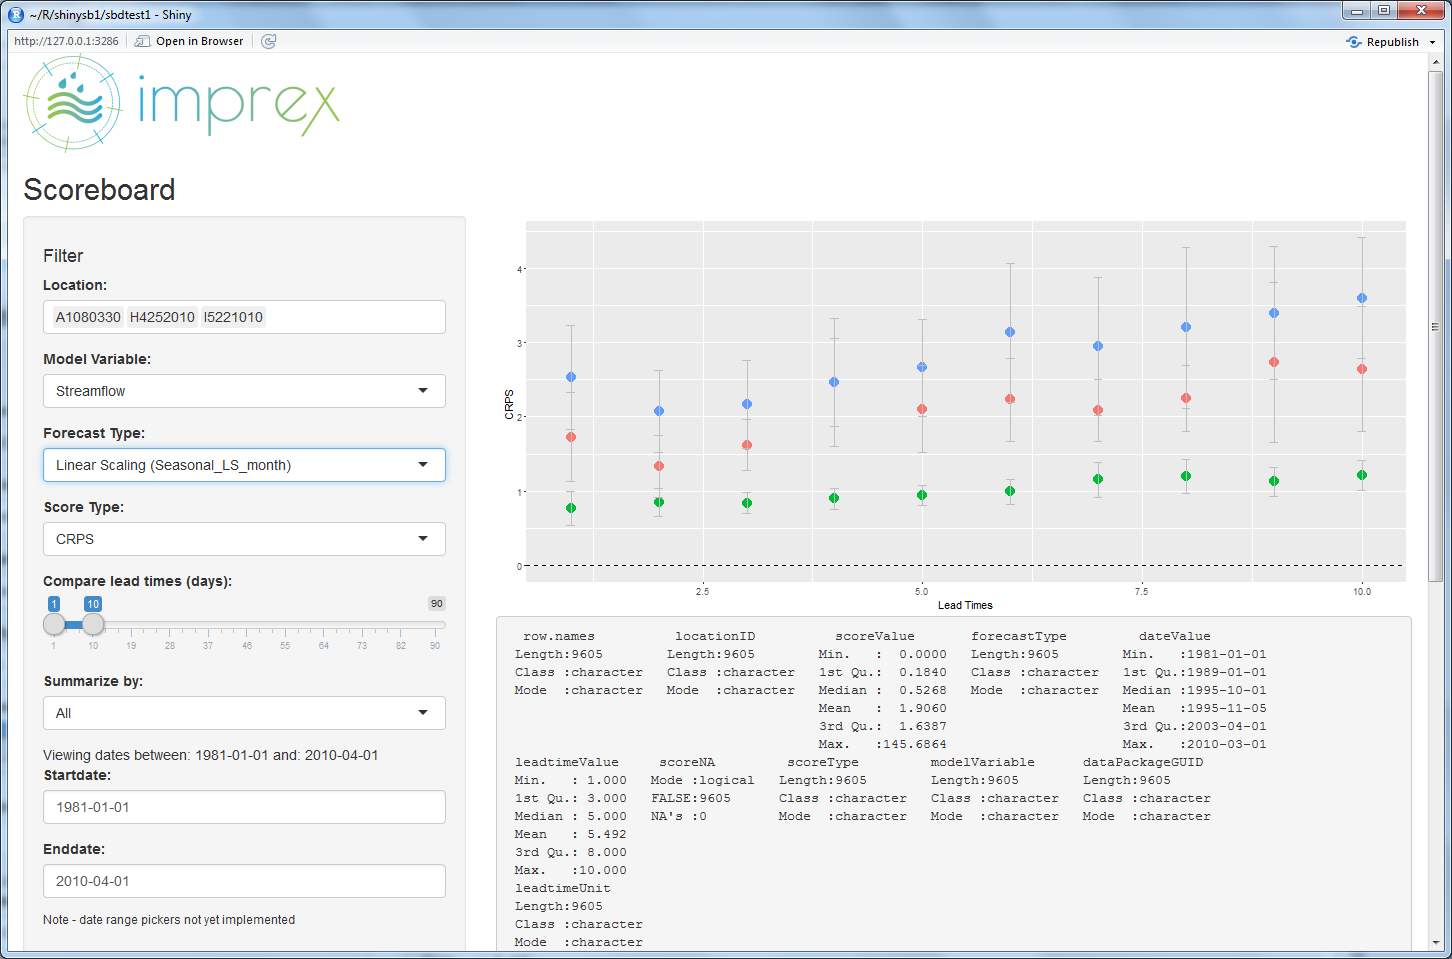 ~/R/shinysb1/sbdtest1 - Shiny
http://127.0.0.1:3286 Open in Browser Republish
imprex
Scoreboard
Filter
Location:
A1080330 H4252010 I5221010
Model Variable:
Streamflow
Forecast Type:
Linear Scaling (Seasonal_LS_month)
Score Type:
CRPS
Compare lead times (days):
1 10 90
1 10 19 28 37 46 55 64 73 82 90
Summarize by:
All
Viewing dates between: 1981-01-01 and: 2010-04-01
Startdate:
1981-01-01
Enddate:
2010-04-01
Note - date range pickers not yet implemented
4
3
CRPS
2
1
0
2.5 5.0 7.5 10.0
Lead Times
row.names locationID scoreValue forecastType dateValue
Length:9605 Length:9605 Min. : 0.0000 Length:9605 Min. :1981-01-01
Class :character Class :character 1st Qu.: 0.1840 Class :character 1st Qu.:1989-01-01
Mode :character Mode :character Median : 0.5268 Mode :character Median :1995-10-01
Mean : 1.9060 Mean :1995-11-05
3rd Qu.: 1.6387 3rd Qu.:2003-04-01
Max. :145.6864 Max. :2010-03-01
leadtimeValue scoreNA scoreType modelVariable dataPackageGUID
Min. : 1.000 Mode :logical Length:9605 Length:9605 Length:9605
1st Qu.: 3.000 FALSE:9605 Class :character Class :character Class :character
Median : 5.000 NA's :0 Mode :character Mode :character Mode :character
Mean : 5.492
3rd Qu.: 8.000
Max. :10.000
leadtimeUnit
Length:9605
Class :character
Mode :character